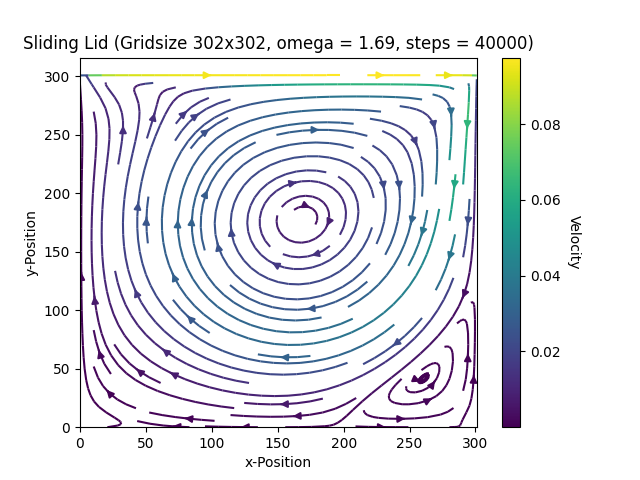 Sliding Lid (Gridsize 302x302, omega = 1.69, steps = 40000)
300
250
200
150
100
50
0
y-Position
0 50 100 150 200 250 300
x-Position
0.08
0.06
0.04
0.02
Velocity